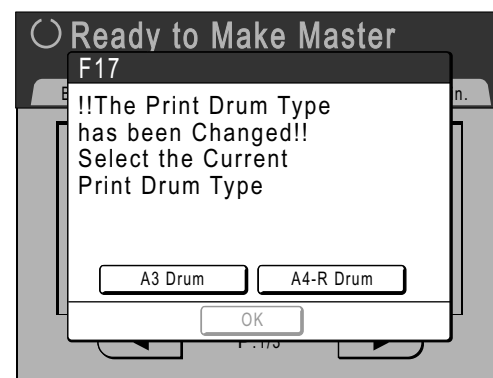 Ready to Make Master
F17
!!The Print Drum Type
has been Changed!!
Select the Current
Print Drum Type
A3 Drum A4-R Drum
OK